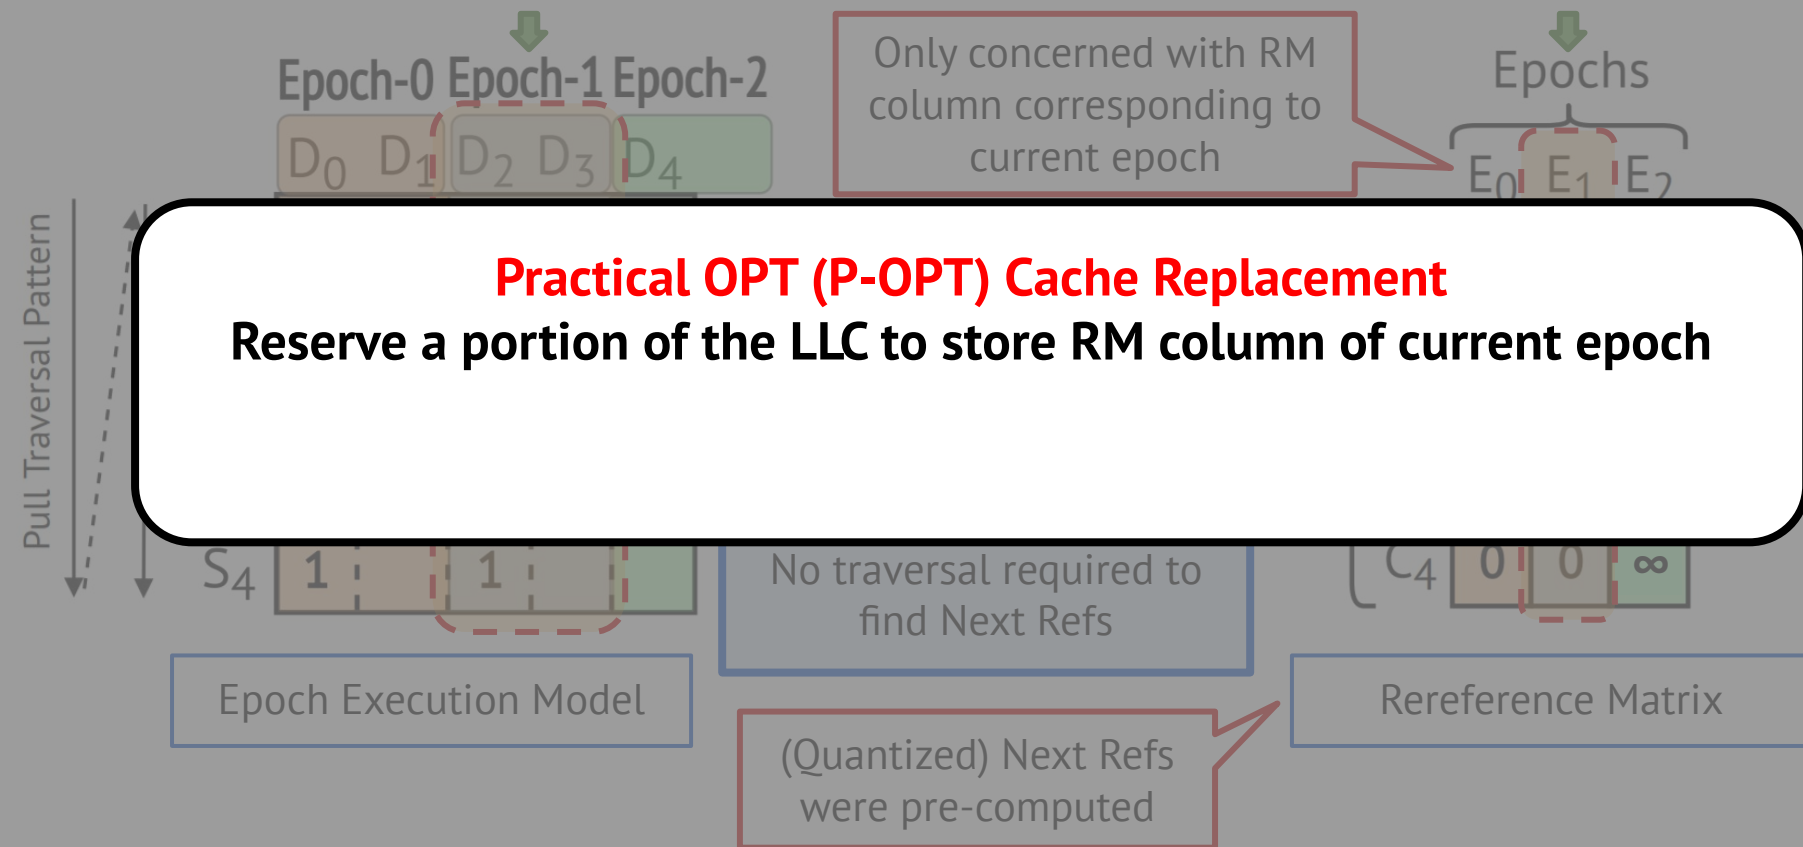 Epoch-0 Epoch-1 Epoch-2
D0 D1 D2 D3 D4
Only concerned with RM
column corresponding to
current epoch
Epochs
E0 E1 E2
Pull Traversal Pattern
Practical OPT (P-OPT) Cache Replacement
Reserve a portion of the LLC to store RM column of current epoch
S4 1 1
No traversal required to
find Next Refs
C4 0 0 ∞
Epoch Execution Model
Rereference Matrix
(Quantized) Next Refs
were pre-computed